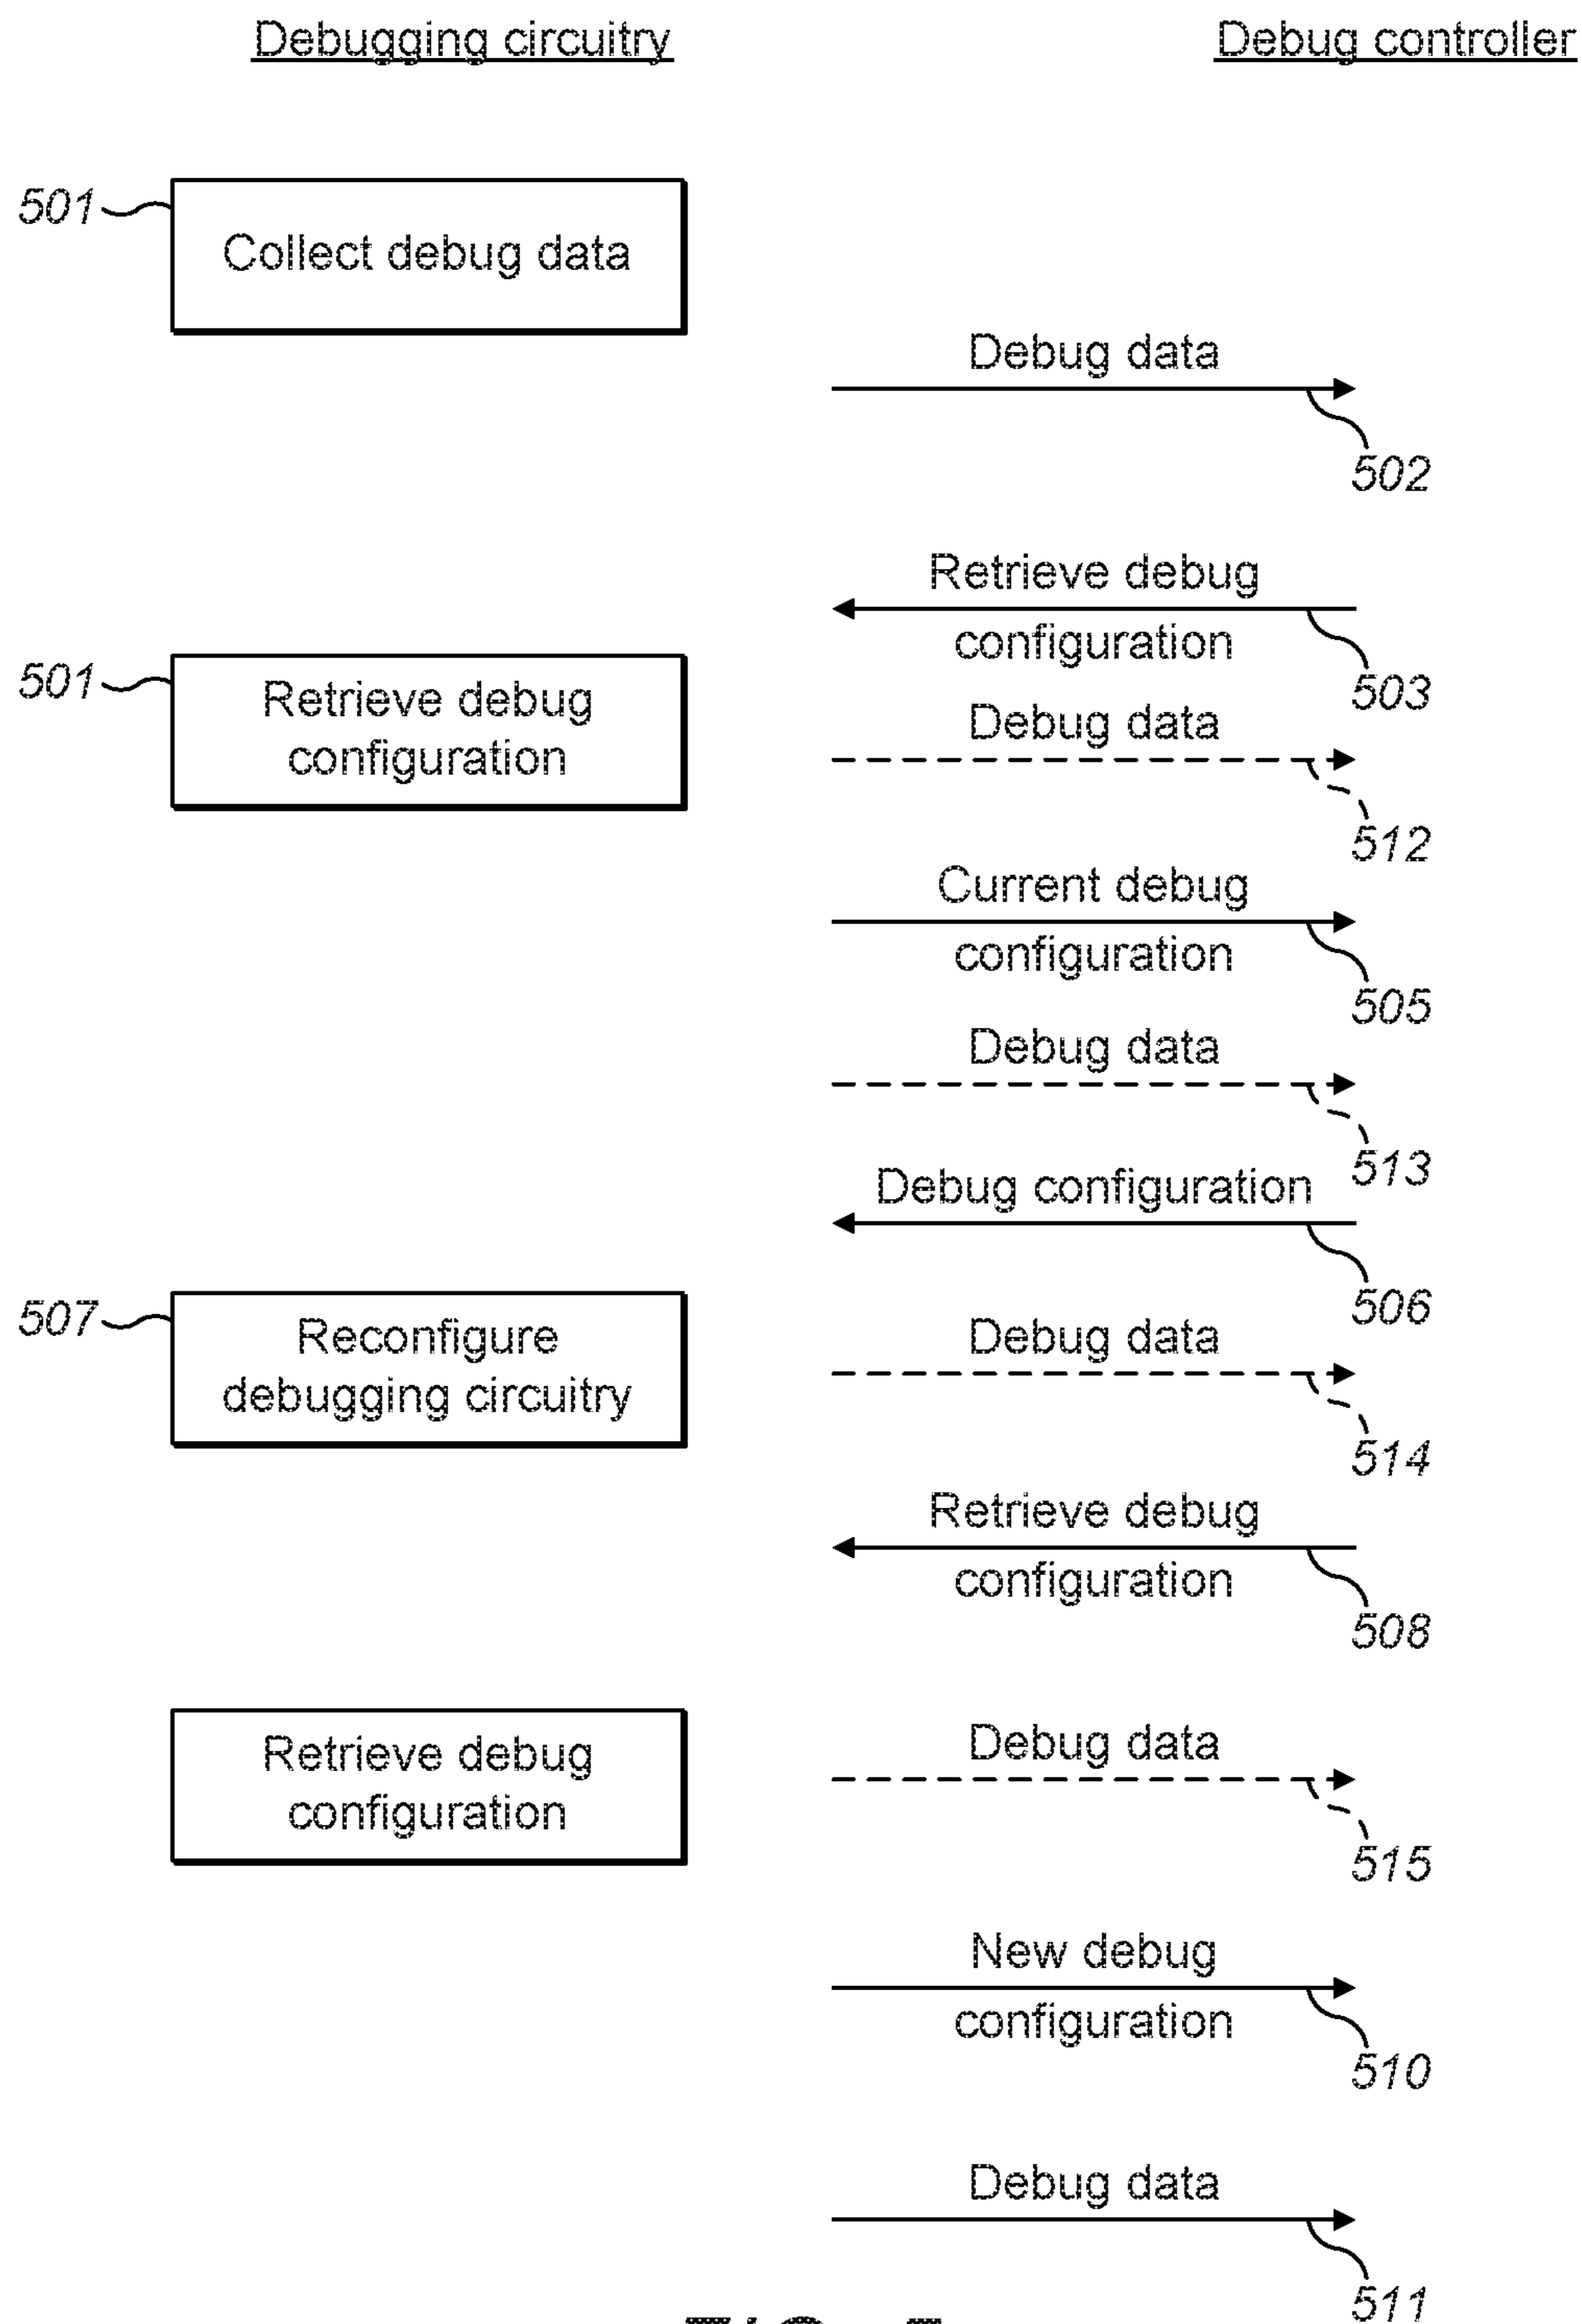 Debugging circuitry
Debug controller
501
Collect debug data
Debug data
502
Retrieve debug
configuration
503
501
Retrieve debug
configuration
Debug data
512
Current debug
configuration
505
Debug data
513
Debug configuration
506
507
Reconfigure
debugging circuitry
Debug data
514
Retrieve debug
configuration
508
Retrieve debug
configuration
Debug data
515
New debug
configuration
510
Debug data
511